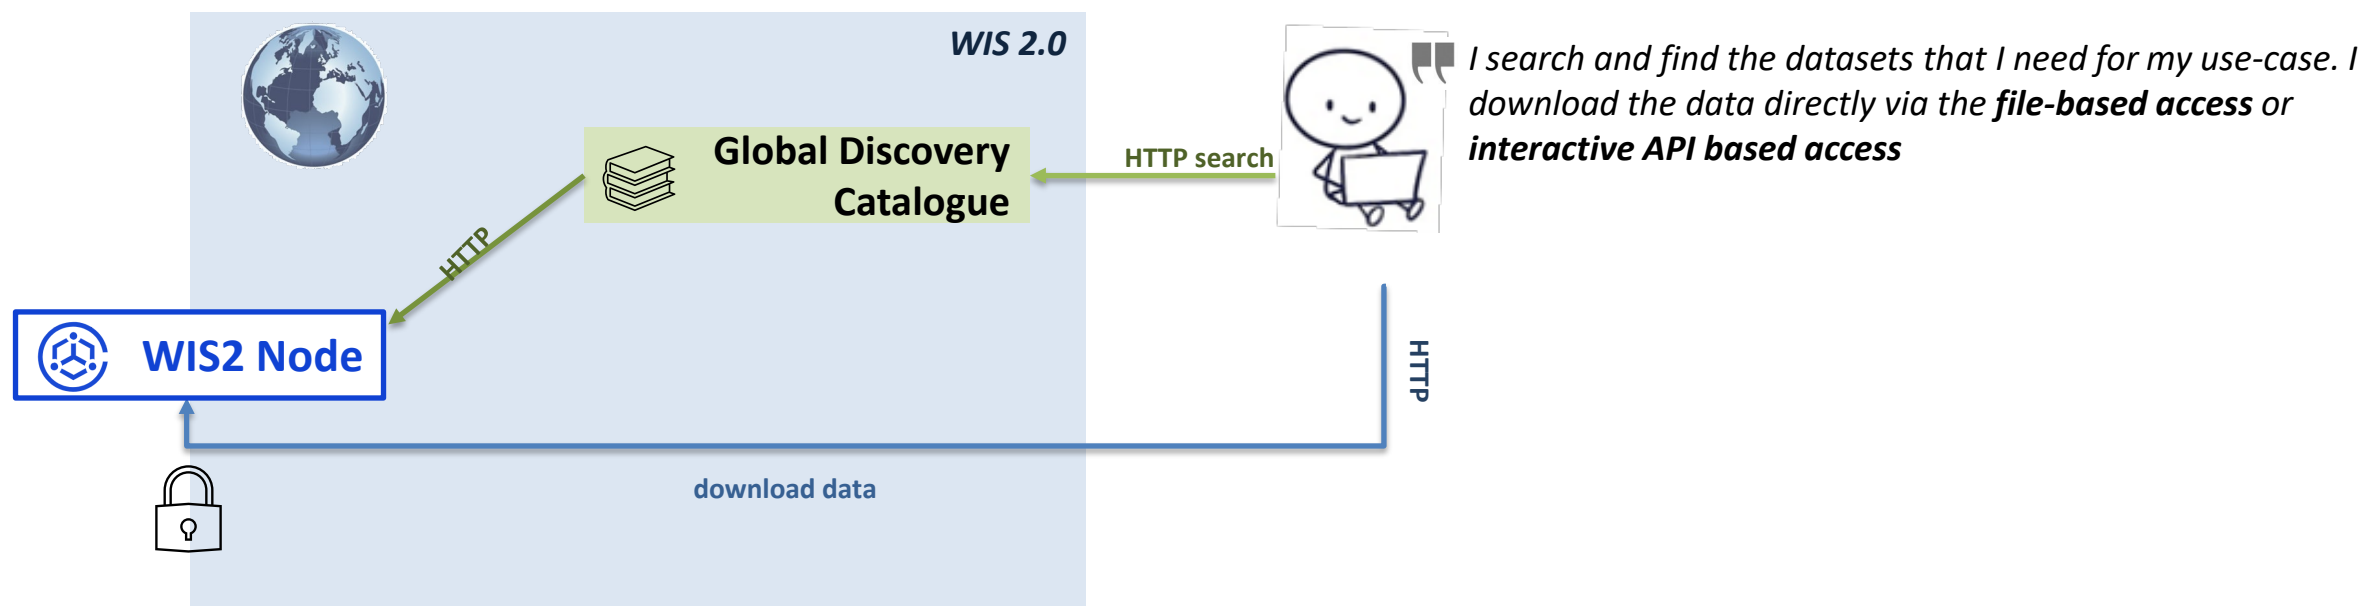 WIS 2.0
I search and find the datasets that I need for my use-case. I
download the data directly via the file-based access or
interactive API based access
Global Discovery
Catalogue
HTTP search
HTTP
WIS2 Node
HTTP
download data